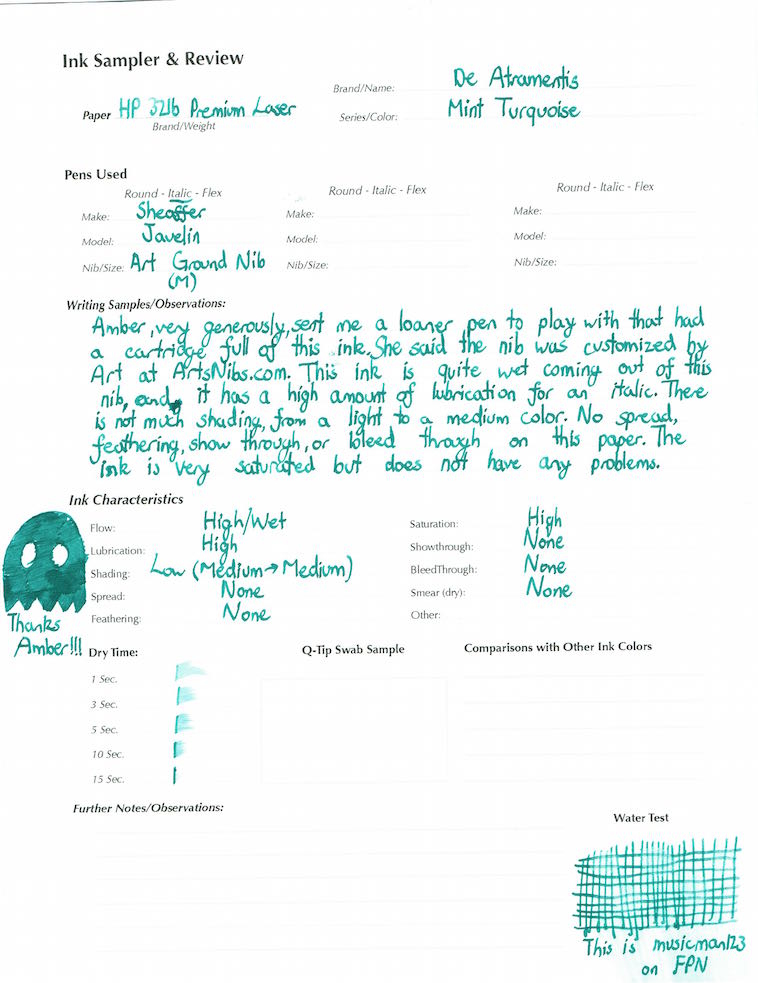 Ink Sampler & Review
Paper HP 32lb Premium Laser
Brand/Weight
Brand/Name: De Atramentis
Series/Color: Mint Turquoise
Pens Used
Round - Italic - Flex
Round - Italic - Flex
Round - Italic - Flex
Make: Sheaffer
Make:
Make:
Model: Javelin
Model:
Model:
Nib/Size: Art Ground Nib
(M)
Nib/Size:
Nib/Size:
Writing Samples/Observations:
Amber, very generously, sent me a loaner pen to play with that had
a cartridge full of this ink. She said the nib was customized by
Art at ArtsNibs.com. This ink is quite wet coming out of this
nib, and it has a high amount of lubrication for an italic. There
is not much shading, from a light to a medium color. No spread,
feathering, show through, or bleed through on this paper. The
ink is very saturated but does not have any problems.
Ink Characteristics
Flow: High/Wet
Lubrication: High
Shading: Low (Medium→Medium)
Spread: None
Feathering: None
Saturation: High
Showthrough: None
BleedThrough: None
Smear (dry): None
Other:
Thanks
Amber!!!
Dry Time:
1 Sec.
3 Sec.
5 Sec.
10 Sec.
15 Sec.
Q-Tip Swab Sample
Comparisons with Other Ink Colors
Further Notes/Observations:
Water Test
This is musicman123
on FPN